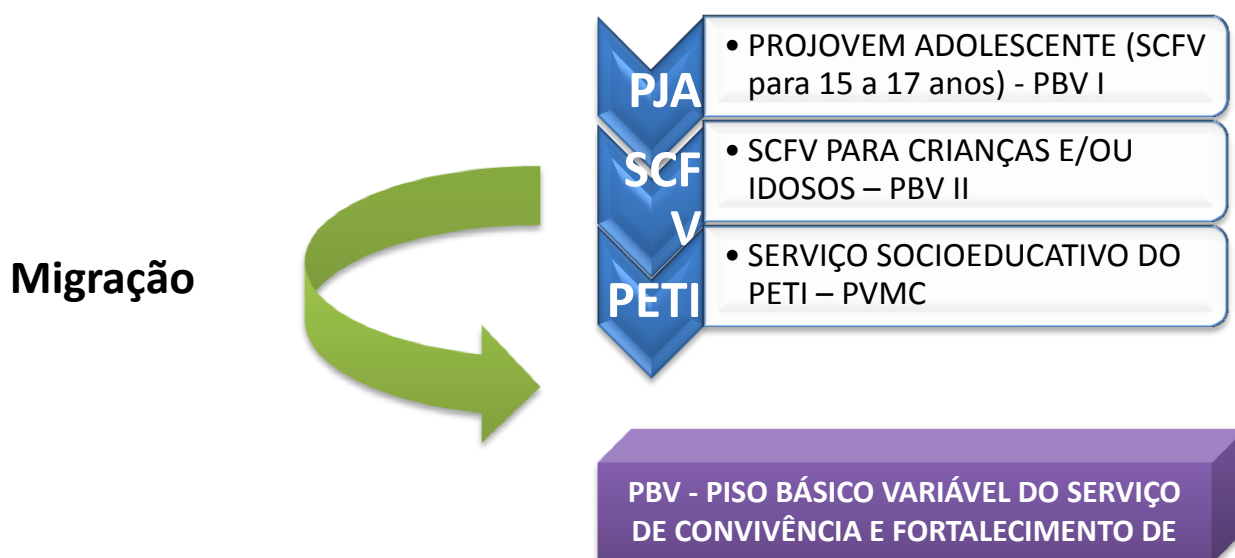 PJA
• PROJOVEM ADOLESCENTE (SCFV
para 15 a 17 anos) - PBV I
SCF
V
• SCFV PARA CRIANÇAS E/OU
IDOSOS – PBV II
Migração
PETI
• SERVIÇO SOCIOEDUCATIVO DO
PETI – PVMC
PBV - PISO BÁSICO VARIÁVEL DO SERVIÇO
DE CONVIVÊNCIA E FORTALECIMENTO DE